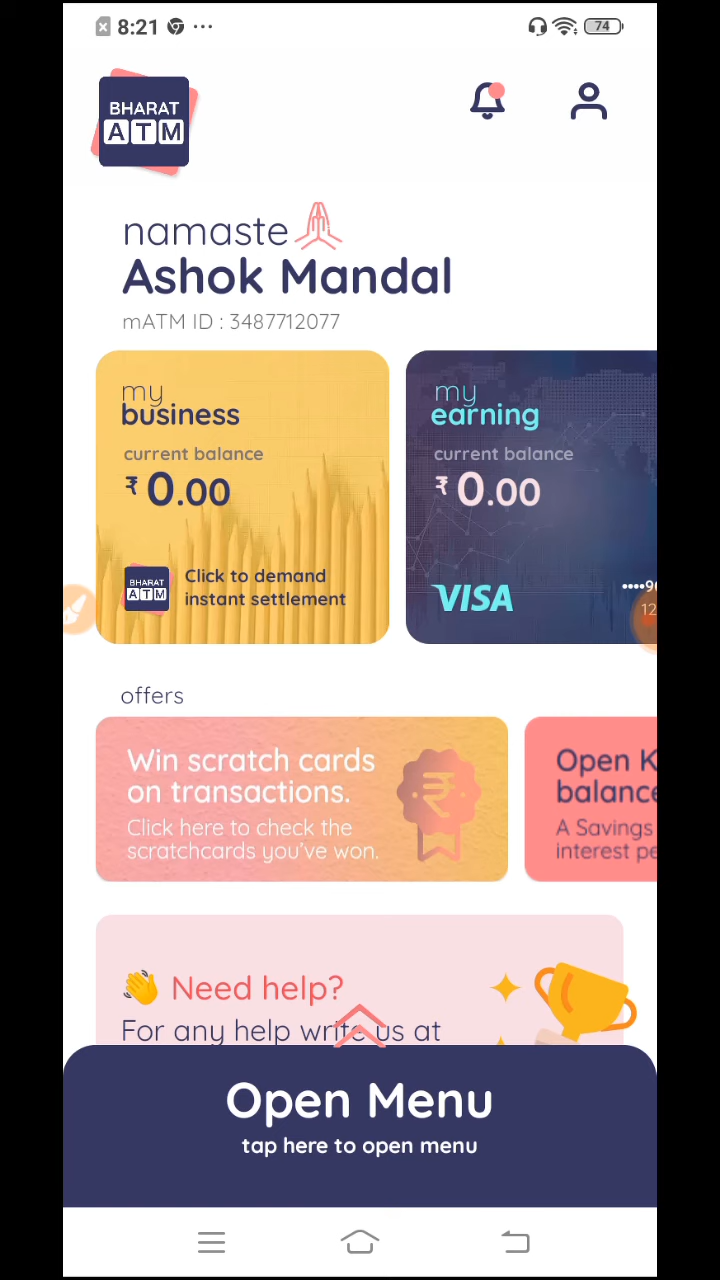 8:21
74
BHARAT
ATM
namaste
Ashok Mandal
mATM ID : 3487712077
my
business
current balance
₹ 0.00
BHARAT
ATM
Click to demand
instant settlement
my
earning
current balance
₹ 0.00
VISA
••••9
12
offers
Win scratch cards
on transactions.
Click here to check the
scratchcards you've won.
Open K
balance
A Savings
interest pe
Need help?
For any help write us at
Open Menu
tap here to open menu